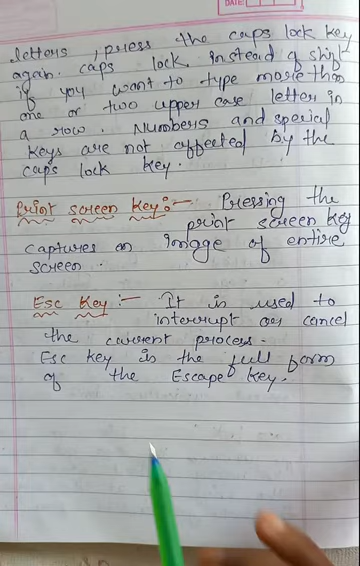 DATE:
letters, press the caps lock key
again. caps lock instead of shift
if you want to type more than
one or two upper case letter in
a row. Numbers and special
keys are not affected by the
caps lock key.
Print screen key:- Pressing the
print screen key
captures an image of entire
screen.
Esc key:- It is used to
interrupt or cancel
the current process.
Esc key is the full form
of the Escape key.